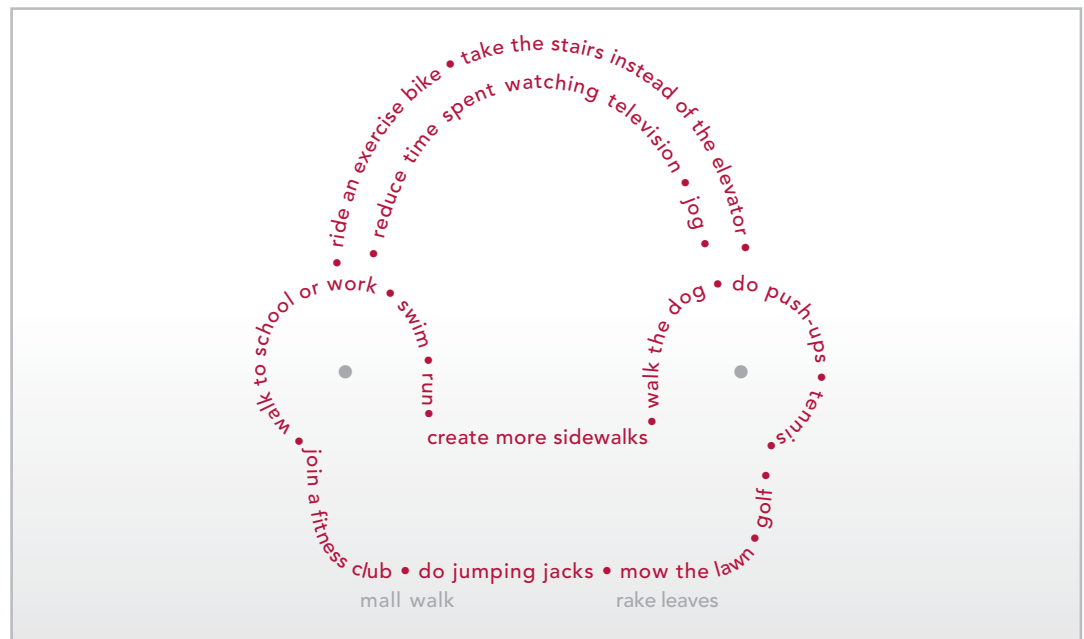 • ride an exercise bike • take the stairs instead of the elevator •
• reduce time spent watching television • jog •
walk to school or work • swim • run •
walk the dog • do push-ups • tennis •
create more sidewalks
• join a fitness club • do jumping jacks • mow the lawn • golf •
mall walk
rake leaves